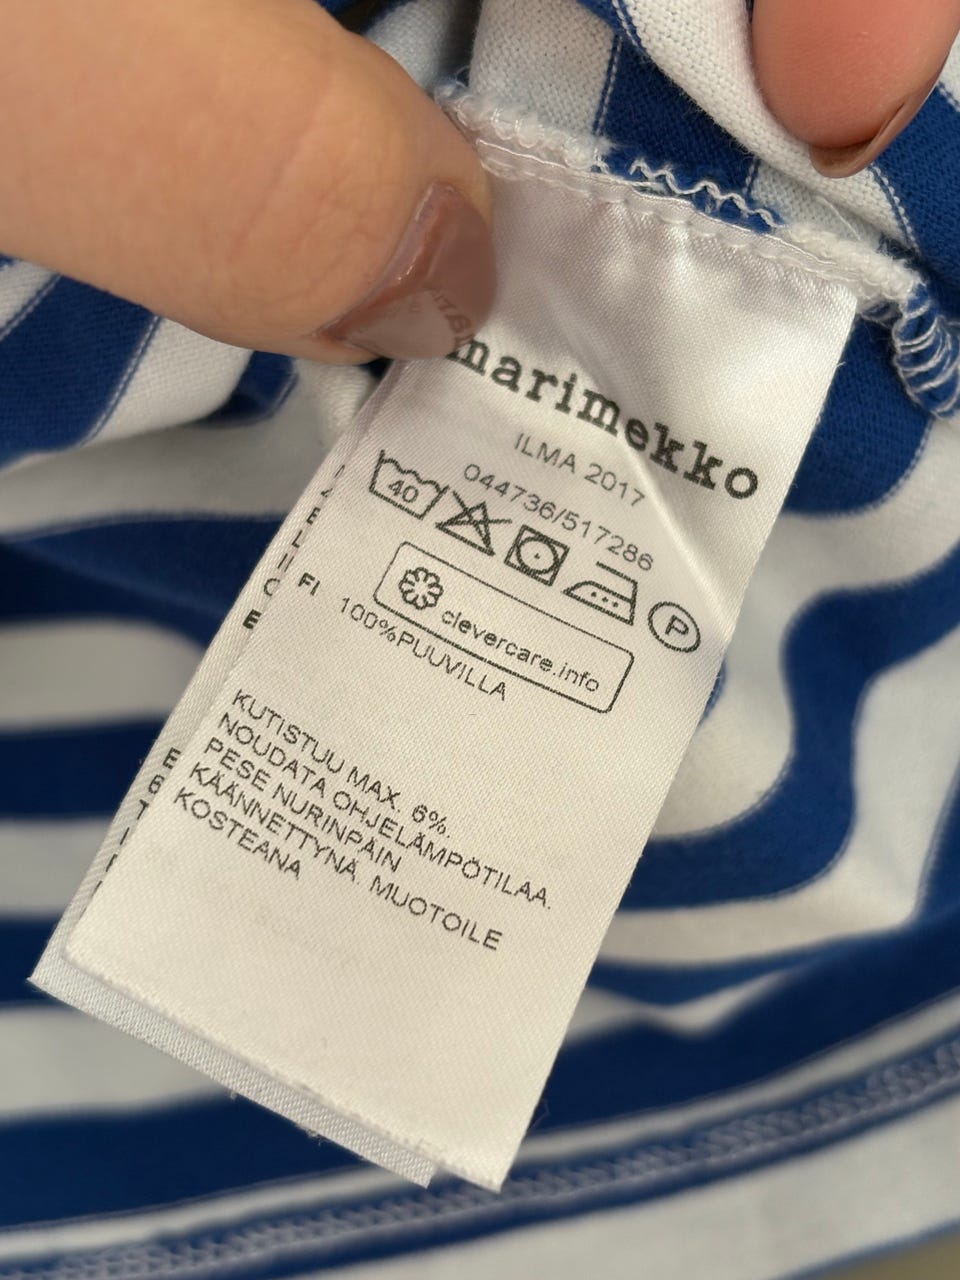 marimekko
ILMA 2017
044736/517286
40
P
clevercare.info
FI 100%PUUVILLA
KUTISTUU MAX. 6%.
NOUDATA OHJELÄMPÖTILAA.
PESE NURINPÄIN
KÄÄNNETTYNÄ. MUOTOILE
KOSTEANA